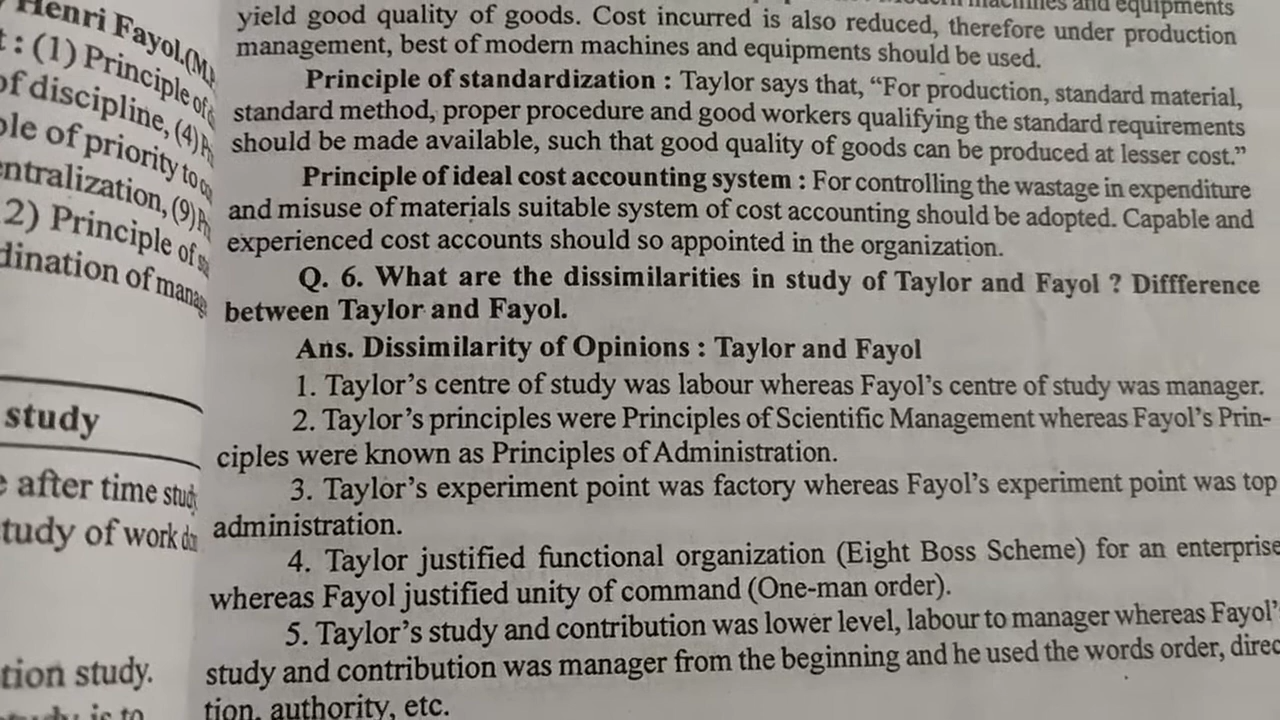 Henri Fayol.(M.P.
t : (1) Principle of
of discipline, (4)
ple of priority to
entralization, (9)
2) Principle of
dination of
study
e after time study
tudy of work
tion study.
is to
machines and equipments
yield good quality of goods. Cost incurred is also reduced, therefore under production
management, best of modern machines and equipments should be used.
Principle of standardization : Taylor says that, “For production, standard material,
standard method, proper procedure and good workers qualifying the standard requirements
should be made available, such that good quality of goods can be produced at lesser cost.”
Principle of ideal cost accounting system : For controlling the wastage in expenditure
and misuse of materials suitable system of cost accounting should be adopted. Capable and
experienced cost accounts should so appointed in the organization.
Q. 6. What are the dissimilarities in study of Taylor and Fayol ? Diffference
between Taylor and Fayol.
Ans. Dissimilarity of Opinions : Taylor and Fayol
1. Taylor’s centre of study was labour whereas Fayol’s centre of study was manager.
2. Taylor’s principles were Principles of Scientific Management whereas Fayol’s Prin-
ciples were known as Principles of Administration.
3. Taylor’s experiment point was factory whereas Fayol’s experiment point was top
administration.
4. Taylor justified functional organization (Eight Boss Scheme) for an enterprise
whereas Fayol justified unity of command (One-man order).
5. Taylor’s study and contribution was lower level, labour to manager whereas Fayol’
study and contribution was manager from the beginning and he used the words order, direc
tion, authority, etc.